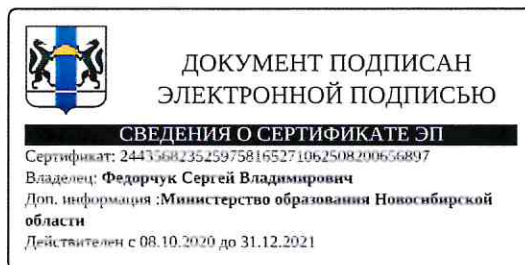 ДОКУМЕНТ ПОДПИСАН
ЭЛЕКТРОННОЙ ПОДПИСЬЮ
СВЕДЕНИЯ О СЕРТИФИКАТЕ ЭП
Сертификат: 2443568235259758165271062508200656897
Владелец: Федорчук Сергей Владимирович
Доп. информация :Министерство образования Новосибирской
области
Действителен с 08.10.2020 до 31.12.2021